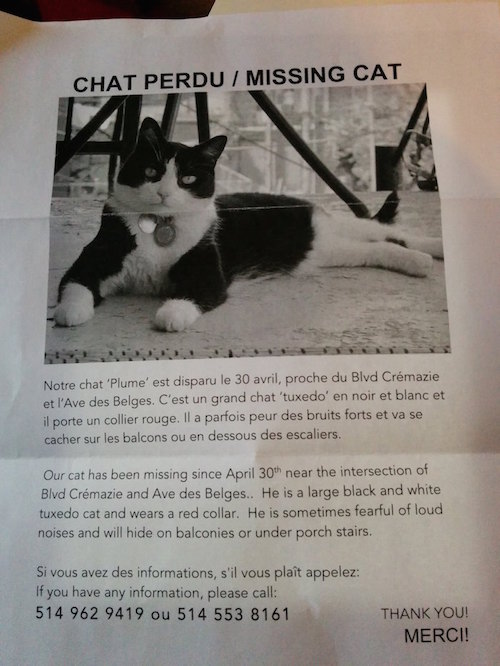 CHAT PERDU / MISSING CAT
Notre chat 'Plume' est disparu le 30 avril, proche du Blvd Crémazie
et l'Ave des Belges. C'est un grand chat 'tuxedo' en noir et blanc et
il porte un collier rouge. Il a parfois peur des bruits forts et va se
cacher sur les balcons ou en dessous des escaliers.
Our cat has been missing since April 30th near the intersection of
Blvd Crémazie and Ave des Belges.. He is a large black and white
tuxedo cat and wears a red collar. He is sometimes fearful of loud
noises and will hide on balconies or under porch stairs.
Si vous avez des informations, s'il vous plaît appelez:
If you have any information, please call:
514 962 9419 ou 514 553 8161
THANK YOU!
MERCI!